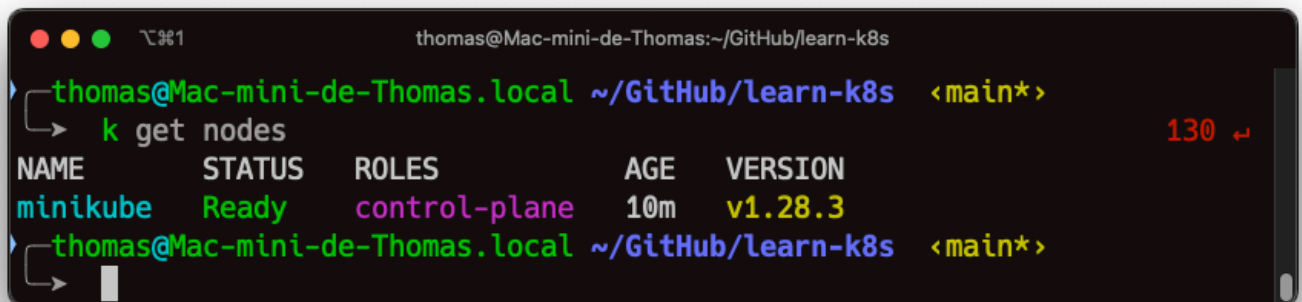 ⌥⌘1 thomas@Mac-mini-de-Thomas:~/GitHub/learn-k8s
thomas@Mac-mini-de-Thomas.local ~/GitHub/learn-k8s ‹main*›
k get nodes 130 ↵
NAME STATUS ROLES AGE VERSION
minikube Ready control-plane 10m v1.28.3
thomas@Mac-mini-de-Thomas.local ~/GitHub/learn-k8s ‹main*›